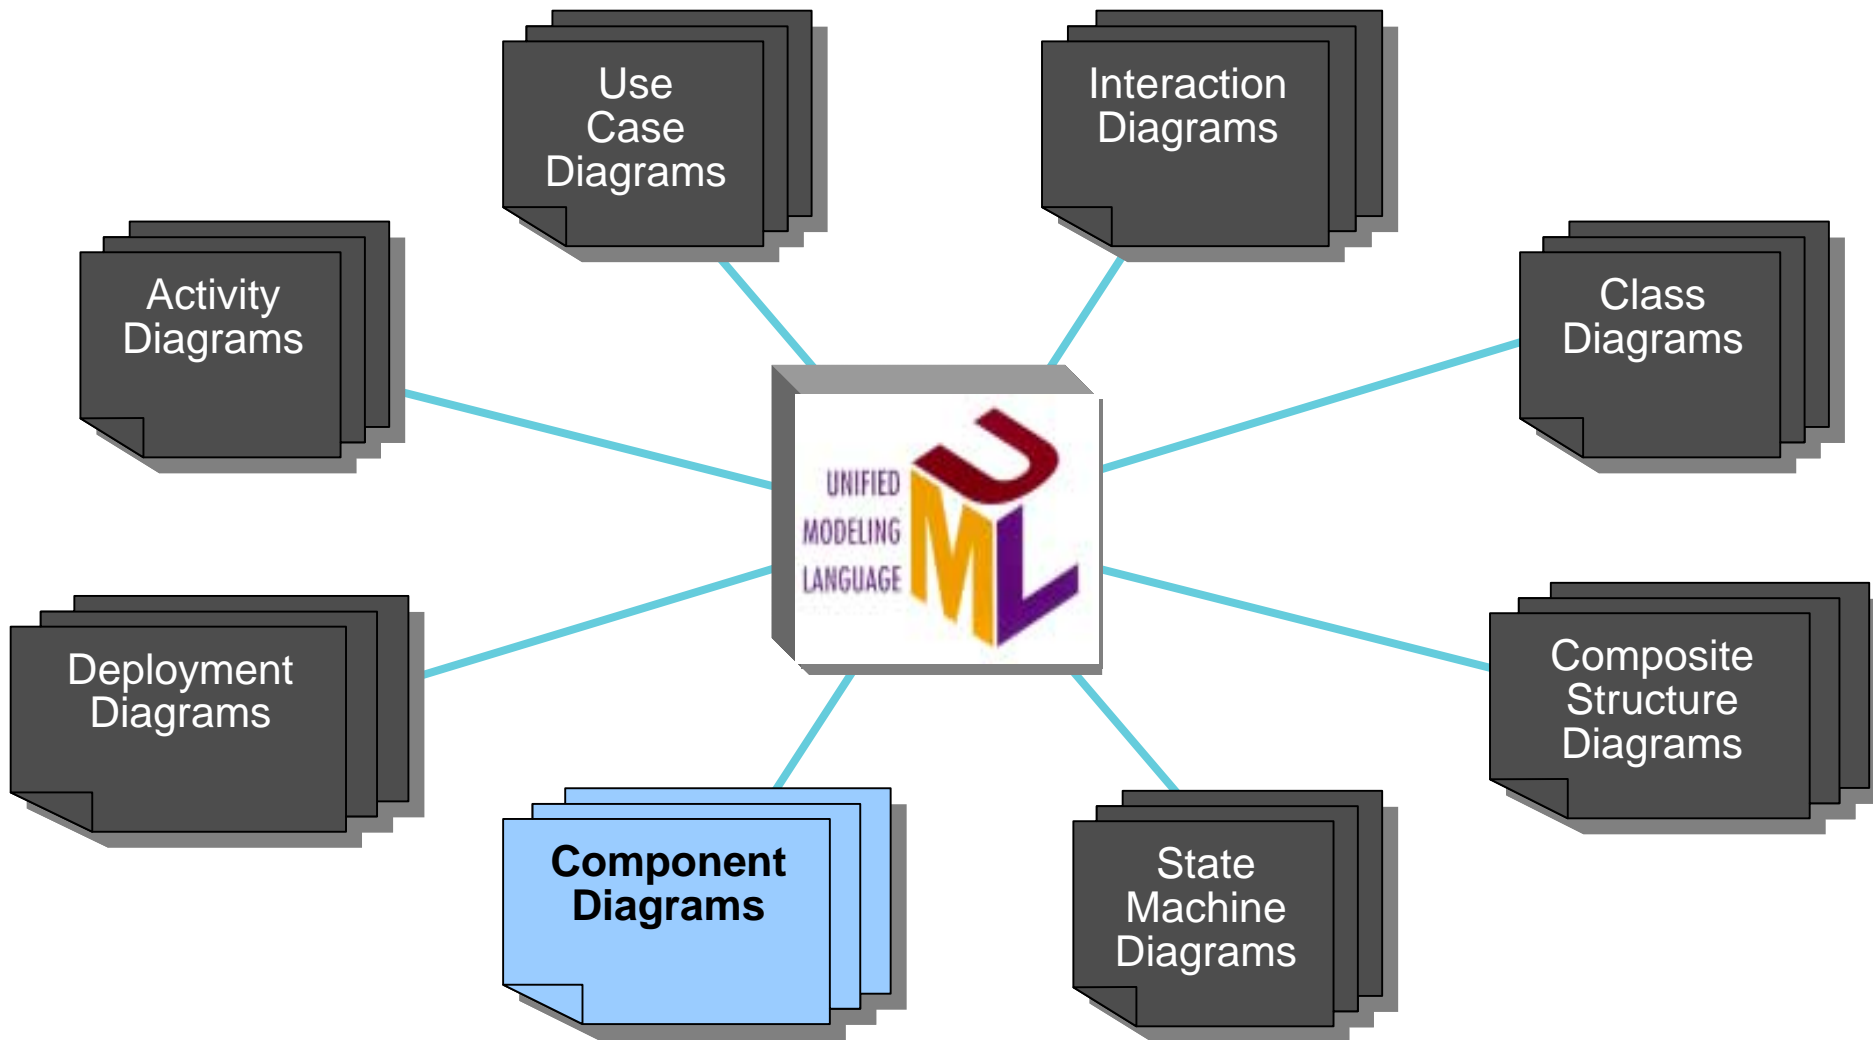 Use
Case
Diagrams
Interaction
Diagrams
Activity
Diagrams
Class
Diagrams
UNIFIED
MODELING
LANGUAGE
UML
Deployment
Diagrams
Composite
Structure
Diagrams
Component
Diagrams
State
Machine
Diagrams